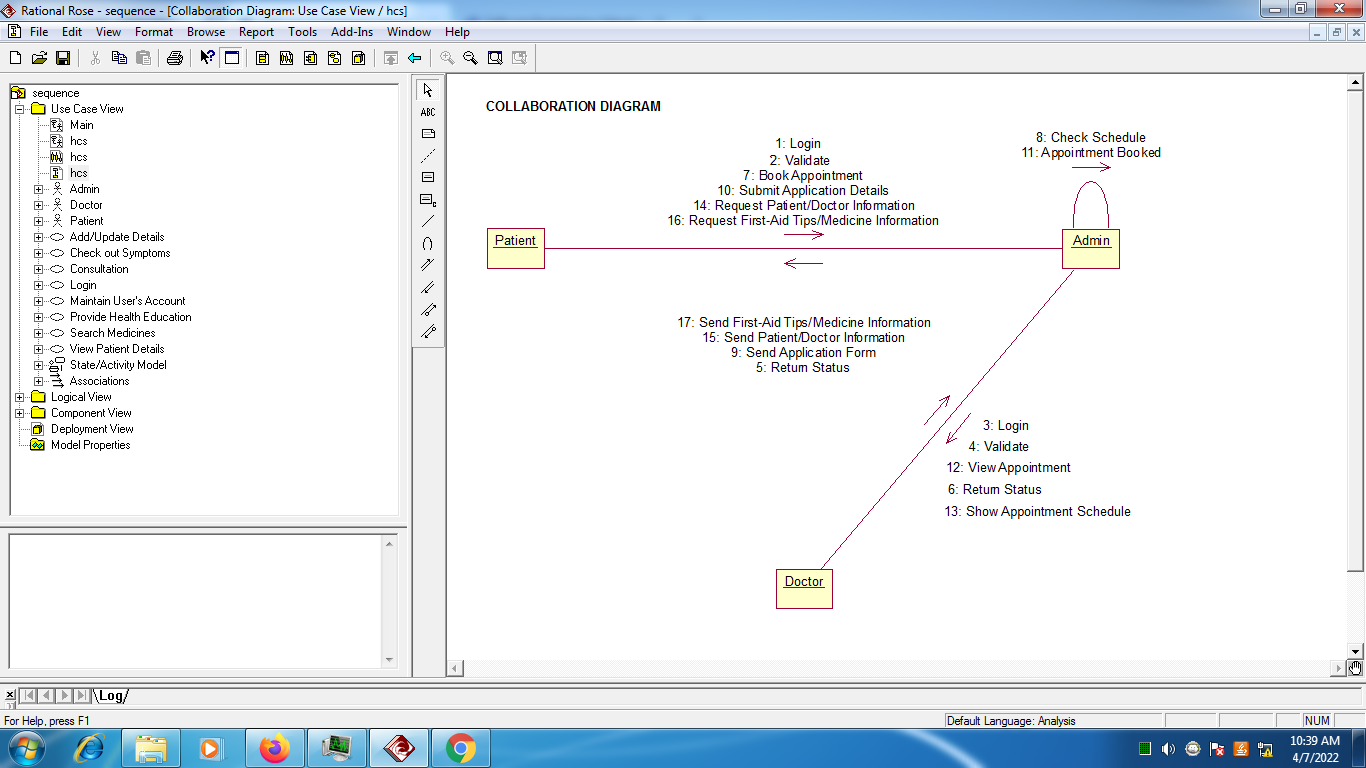 Rational Rose - sequence - [Collaboration Diagram: Use Case View / hcs]
File Edit View Format Browse Report Tools Add-Ins Window Help
ABC
sequence
Use Case View
Main
hcs
hcs
hcs
Admin
Doctor
Patient
Add/Update Details
Check out Symptoms
Consultation
Login
Maintain User's Account
Provide Health Education
Search Medicines
View Patient Details
State/Activity Model
Associations
Logical View
Component View
Deployment View
Model Properties
COLLABORATION DIAGRAM
1: Login
2: Validate
7: Book Appointment
10: Submit Application Details
14: Request Patient/Doctor Information
16: Request First-Aid Tips/Medicine Information
8: Check Schedule
11: Appointment Booked
Patient
Admin
17: Send First-Aid Tips/Medicine Information
15: Send Patient/Doctor Information
9: Send Application Form
5: Return Status
3: Login
4: Validate
12: View Appointment
6: Return Status
13: Show Appointment Schedule
Doctor
Log
For Help, press F1
Default Language: Analysis
NUM
10:39 AM
4/7/2022